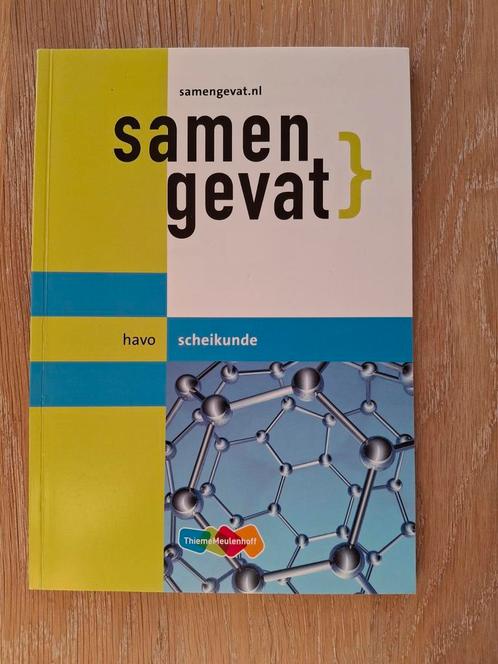 samengevat.nl
samen
gevat}
havo scheikunde
ThiemeMeulenhoff